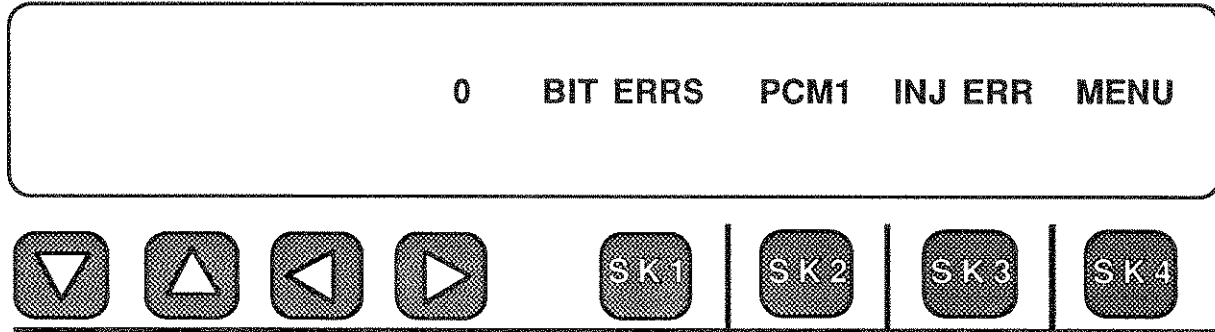 0 BIT ERRS PCM1 INJ ERR MENU
SK1 SK2 SK3 SK4